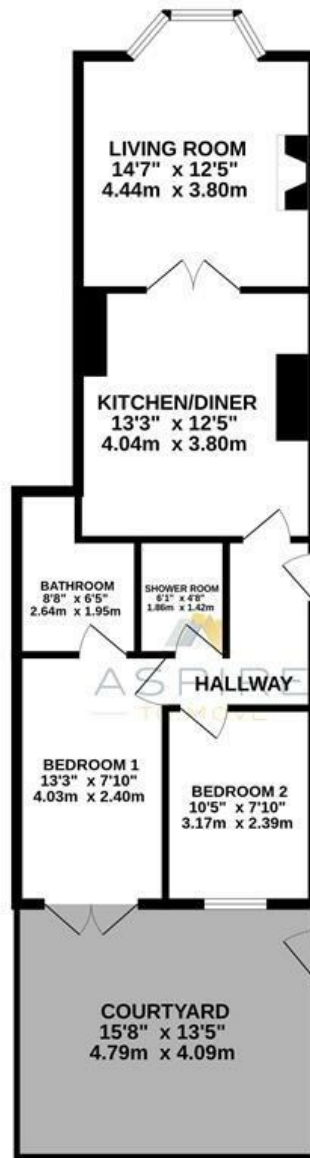 LIVING ROOM
14'7" x 12'5"
4.44m x 3.80m
KITCHEN/DINER
13'3" x 12'5"
4.04m x 3.80m
BATHROOM
8'8" x 6'5"
2.64m x 1.95m
SHOWER ROOM
6'1" x 4'8"
1.86m x 1.42m
ASPIRE
TO MOVE
HALLWAY
BEDROOM 1
13'3" x 7'10"
4.03m x 2.40m
BEDROOM 2
10'5" x 7'10"
3.17m x 2.39m
COURTYARD
15'8" x 13'5"
4.79m x 4.09m